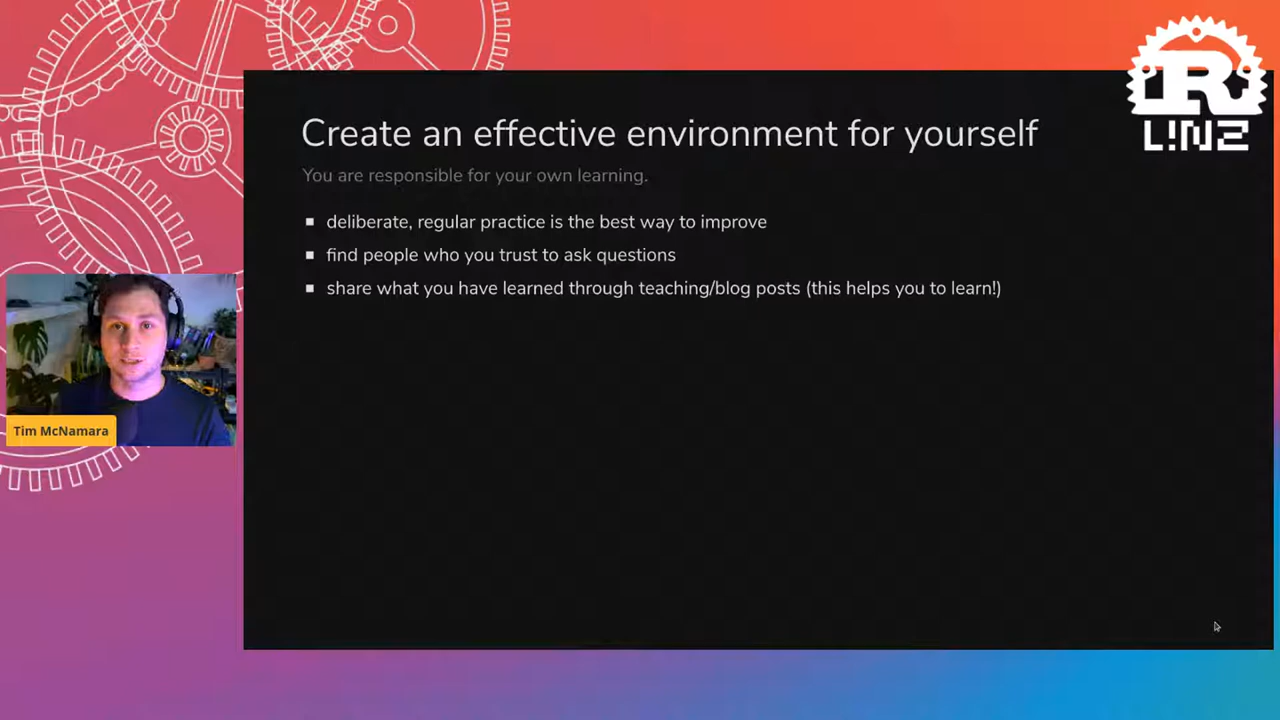 R
L!NZ
Create an effective environment for yourself
You are responsible for your own learning.
deliberate, regular practice is the best way to improve
find people who you trust to ask questions
share what you have learned through teaching/blog posts (this helps you to learn!)
Tim McNamara